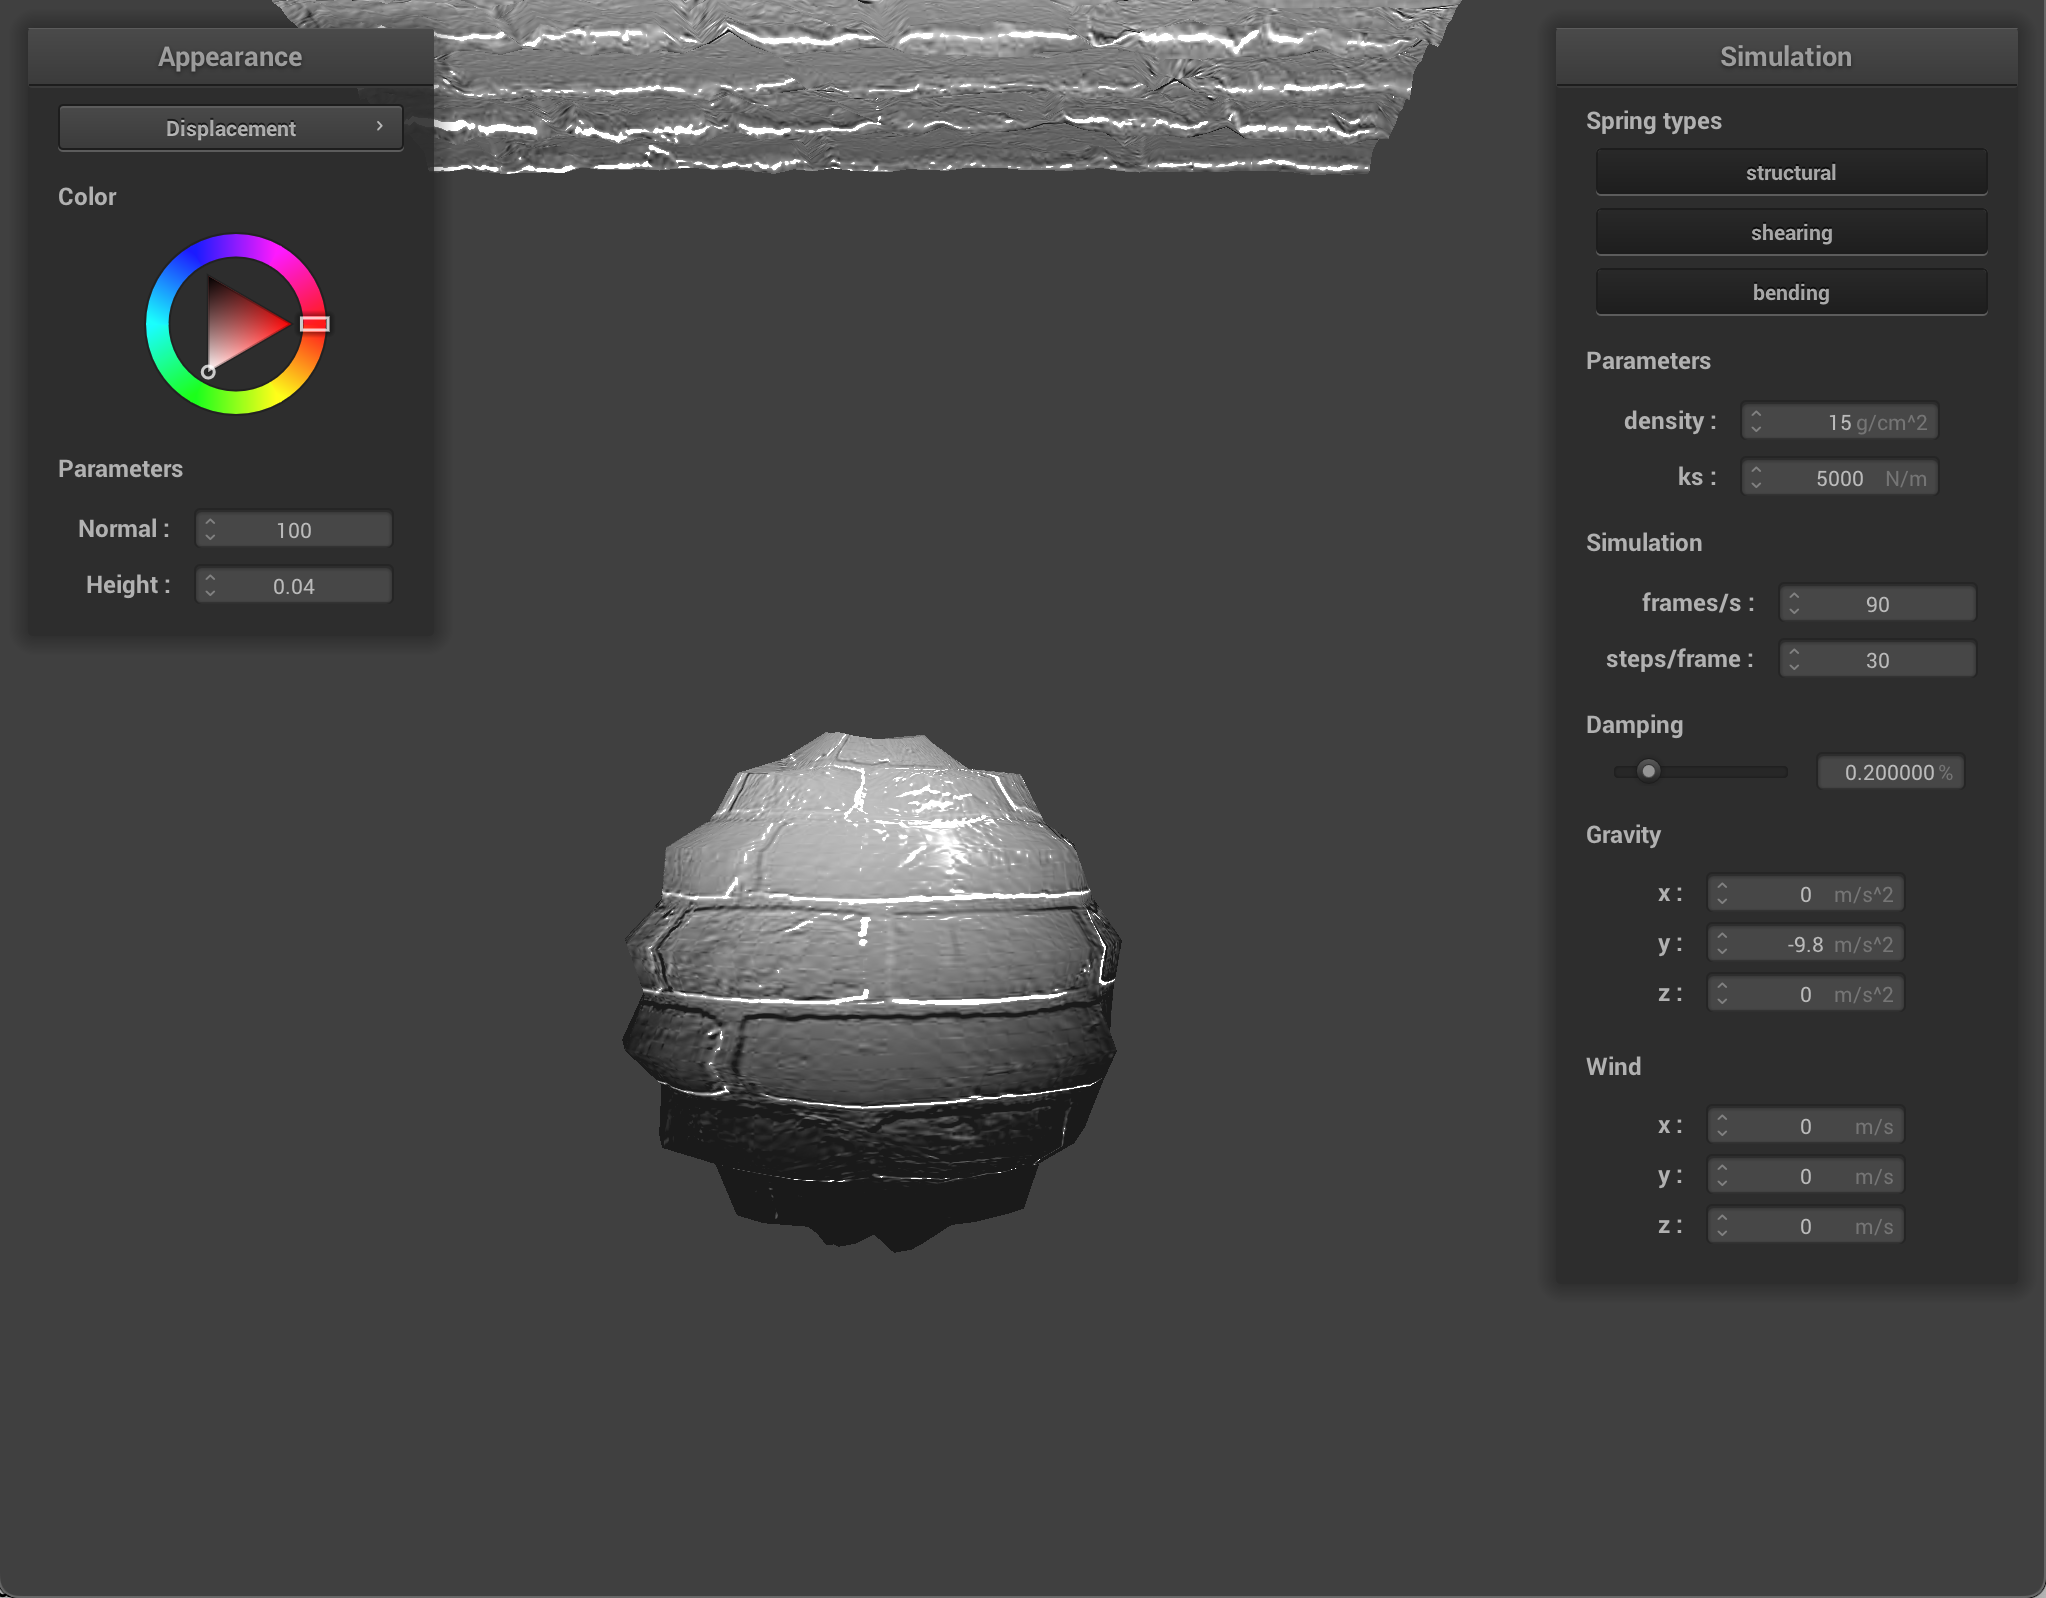 Appearance
Displacement
Color
Parameters
Normal : 100
Height : 0.04
Simulation
Spring types
structural
shearing
bending
Parameters
density : 15 g/cm^2
ks : 5000 N/m
Simulation
frames/s : 90
steps/frame : 30
Damping
0.200000 %
Gravity
x : 0 m/s^2
y : -9.8 m/s^2
z : 0 m/s^2
Wind
x : 0 m/s
y : 0 m/s
z : 0 m/s